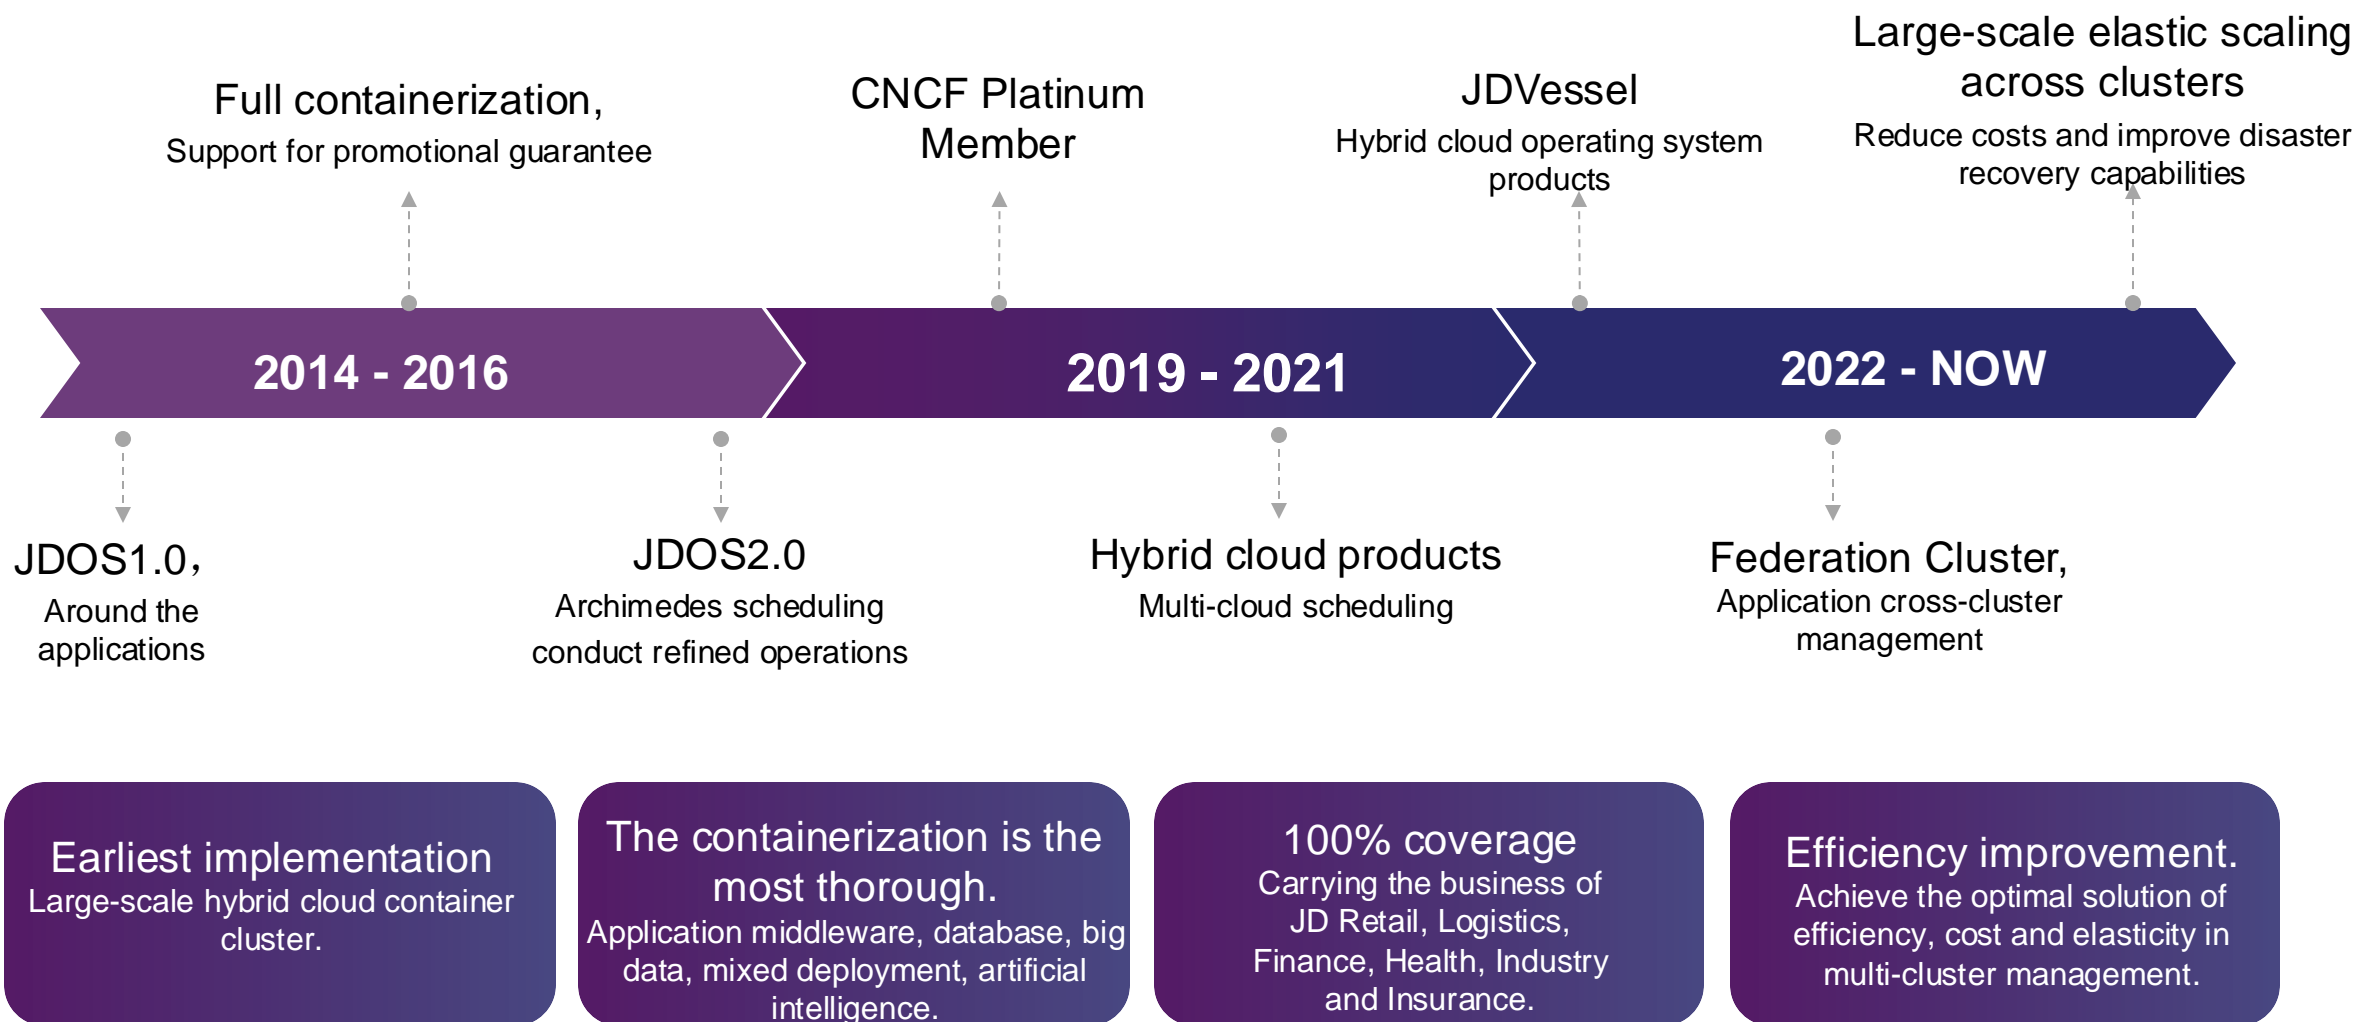 Full containerization,
Support for promotional guarantee
CNCF Platinum
Member
JDVessel
Hybrid cloud operating system
products
Large-scale elastic scaling
across clusters
Reduce costs and improve disaster
recovery capabilities
2014 - 2016
2019 - 2021
2022 - NOW
JDOS1.0，
Around the
applications
JDOS2.0
Archimedes scheduling
conduct refined operations
Hybrid cloud products
Multi-cloud scheduling
Federation Cluster,
Application cross-cluster
management
Earliest implementation
Large-scale hybrid cloud container
cluster.
The containerization is the
most thorough.
Application middleware, database, big
data, mixed deployment, artificial
intelligence.
100% coverage
Carrying the business of
JD Retail, Logistics,
Finance, Health, Industry
and Insurance.
Efficiency improvement.
Achieve the optimal solution of
efficiency, cost and elasticity in
multi-cluster management.